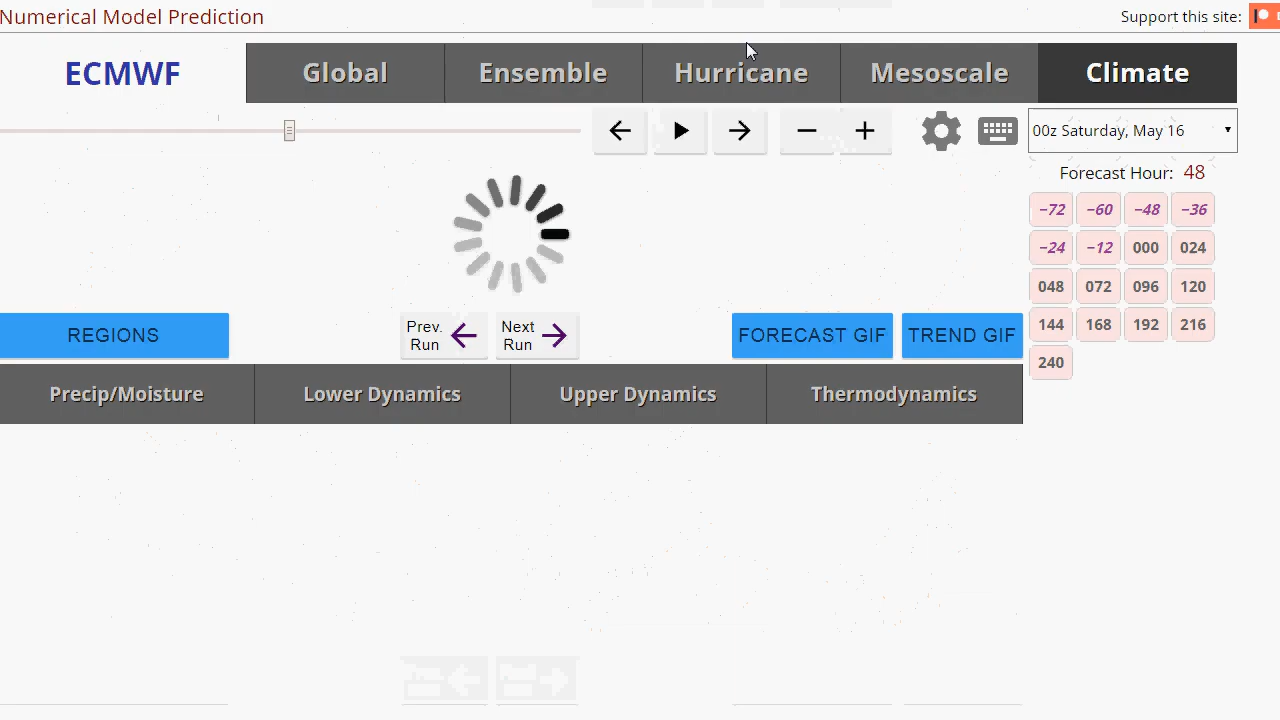 Numerical Model Prediction
Support this site:
ECMWF
Global
Ensemble
Hurricane
Mesoscale
Climate
00z Saturday, May 16
Forecast Hour: 48
-72 -60 -48 -36
-24 -12 000 024
048 072 096 120
144 168 192 216
240
REGIONS
Prev. Run
Next Run
FORECAST GIF
TREND GIF
Precip/Moisture
Lower Dynamics
Upper Dynamics
Thermodynamics